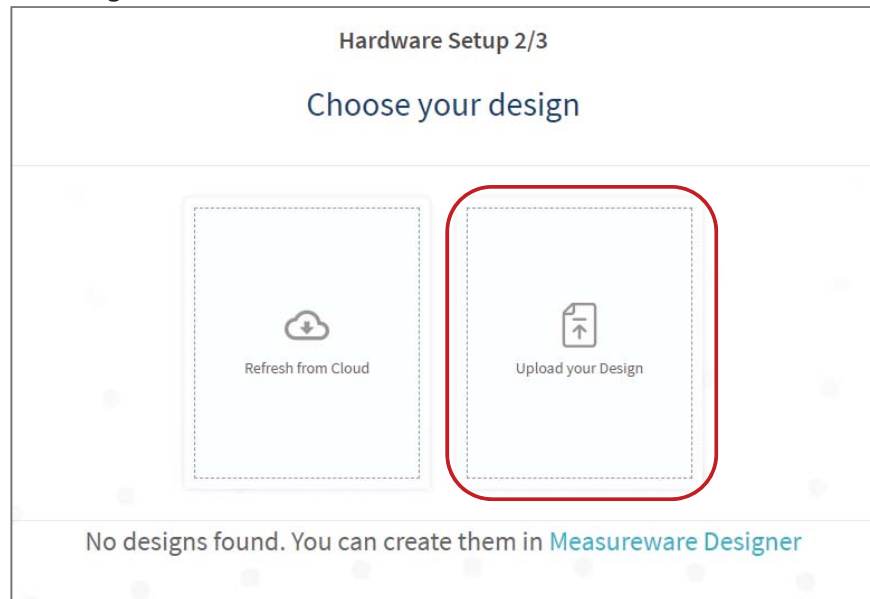 Hardware Setup 2/3
Choose your design
Refresh from Cloud
Upload your Design
No designs found. You can create them in Measureware Designer